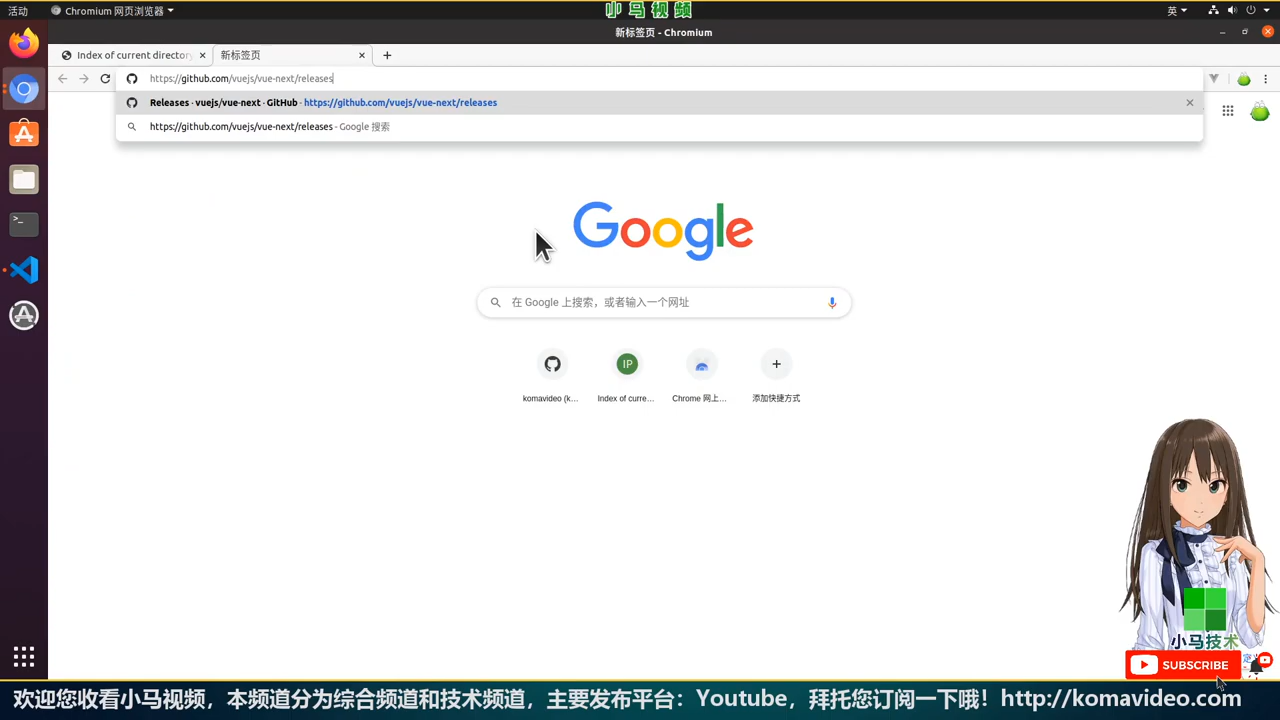 活动
Chromium 网页浏览器
小马视频
英
新标签页 - Chromium
Index of current director
新标签页
https://github.com/vuejs/vue-next/releases
Releases · vuejs/vue-next · GitHub - https://github.com/vuejs/vue-next/releases
https://github.com/vuejs/vue-next/releases - Google 搜索
Google
在 Google 上搜索，或者输入一个网址
IP
komavideo (k...
Index of curre...
Chrome 网上...
添加快捷方式
小马技术
SUBSCRIBE
欢迎您收看小马视频，本频道分为综合频道和技术频道，主要发布平台：Youtube，拜托您订阅一下哦！http://komavideo.com